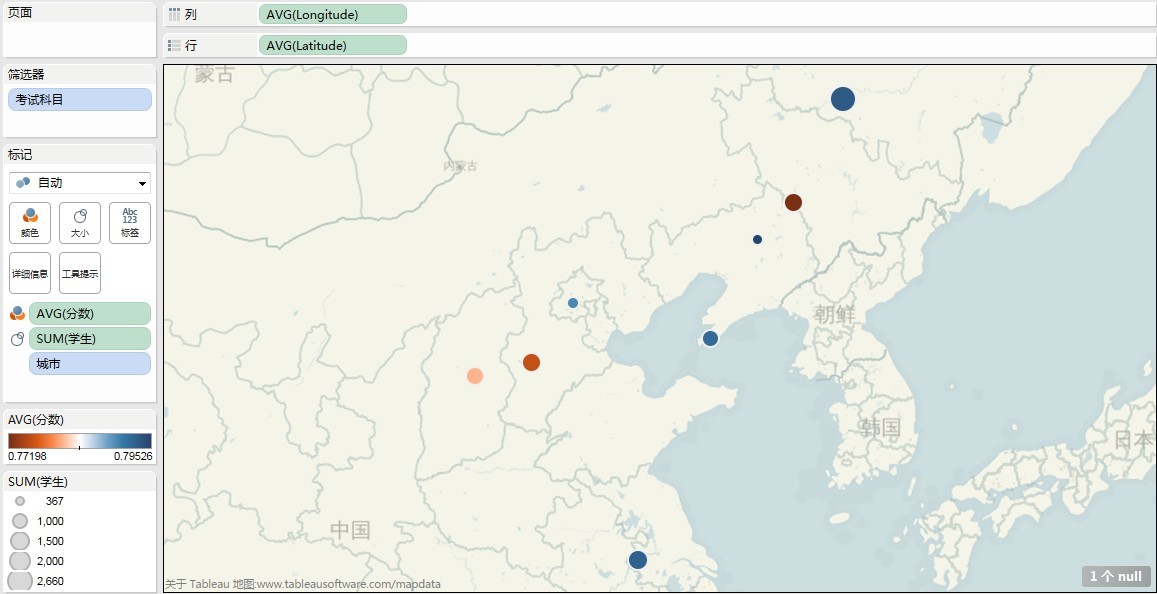 页面
列
AVG(Longitude)
行
AVG(Latitude)
筛选器
考试科目
标记
自动
颜色
大小
Abc
123
标签
详细信息
工具提示
AVG(分数)
SUM(学生)
城市
AVG(分数)
0.77198
0.79526
SUM(学生)
367
1,000
1,500
2,000
2,660
蒙古
内蒙古
朝鲜
韩国
日本
中国
关于 Tableau 地图:www.tableausoftware.com/mapdata
1 个 null